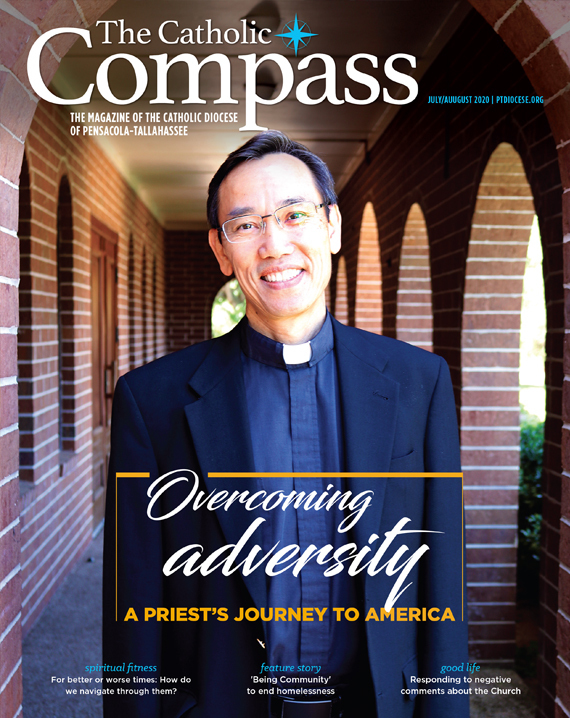 The Catholic
Compass
JULY/AUUGUST 2020 | PTDIOCESE.ORG
THE MAGAZINE OF THE CATHOLIC DIOCESE
OF PENSACOLA-TALLAHASSEE
Overcoming
adversity
A PRIEST'S JOURNEY TO AMERICA
spiritual fitness
For better or worse times: How do
we navigate through them?
feature story
'Being Community'
to end homelessness
good life
Responding to negative
comments about the Church